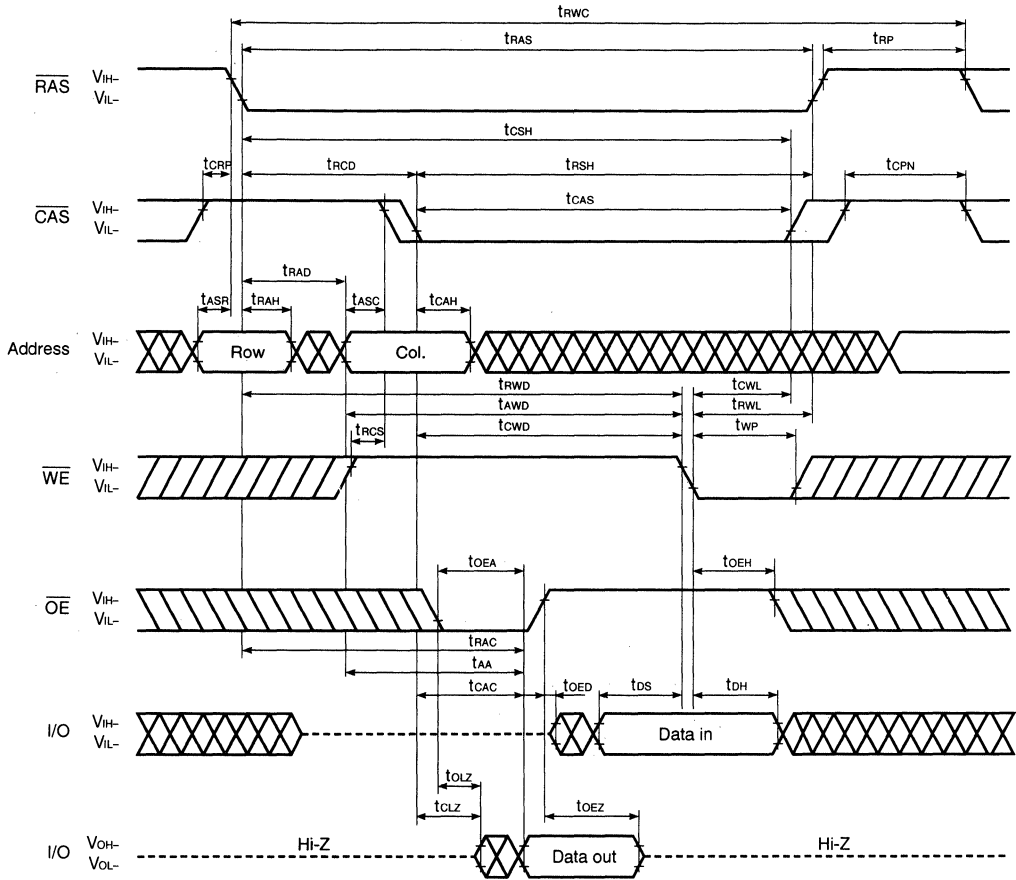 tRWC
tRAS tRP
RAS VIH–
VIL–
tCSH
tCRP tRCD tRSH tCPN
CAS VIH– tCAS
VIL–
tRAD
tASR tRAH tASC tCAH
Address VIH– Row Col.
VIL–
tRWD tCWL
tAWD tRWL
tRCS tCWD tWP
WE VIH–
VIL–
tOEA tOEH
OE VIH–
VIL–
tRAC
tAA
tCAC tOED tDS tDH
I/O VIH– Data in
VIL–
tOLZ
tCLZ tOEZ
I/O VOH– Hi-Z Data out Hi-Z
VOL–